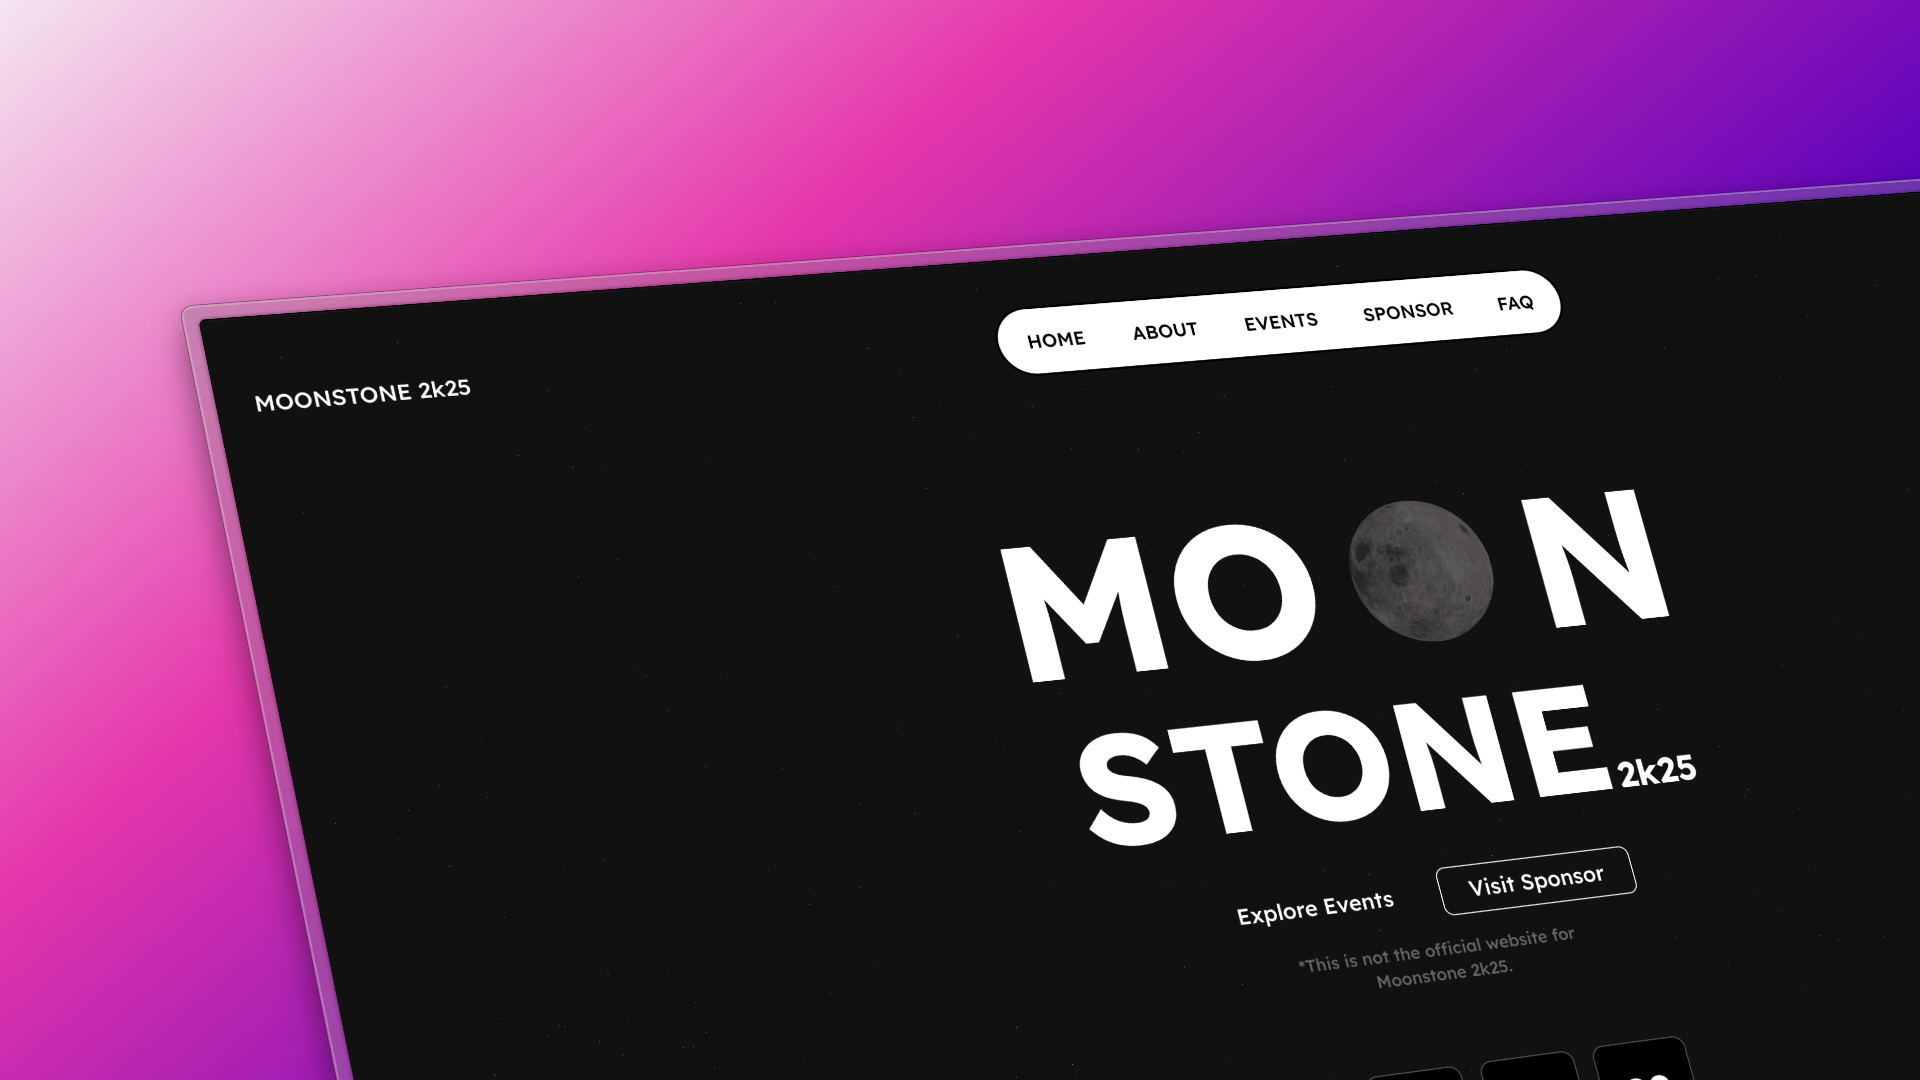 HOME ABOUT EVENTS SPONSOR FAQ
MOONSTONE 2k25
MO N
STONE 2k25
Explore Events Visit Sponsor
*This is not the official website for
Moonstone 2k25.